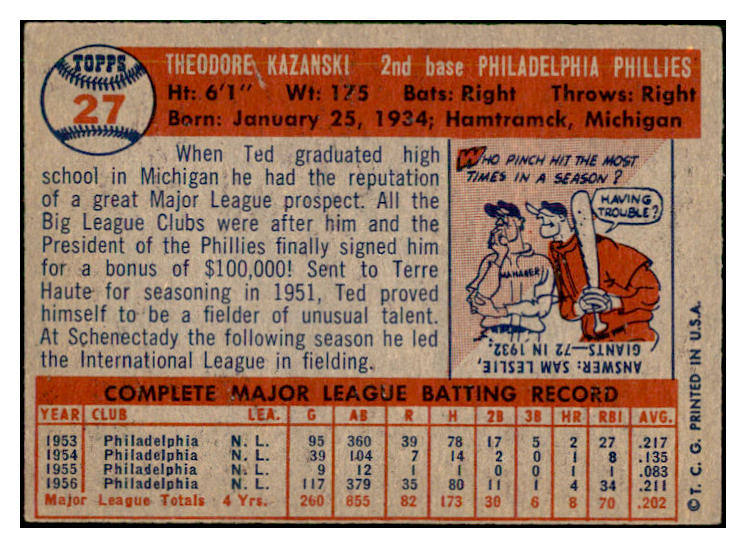 TOPPS
27
THEODORE KAZANSKI 2nd base PHILADELPHIA PHILLIES
Ht: 6'1" Wt: 175 Bats: Right Throws: Right
Born: January 25, 1934; Hamtramck, Michigan
When Ted graduated high
school in Michigan he had the reputation
of a great Major League prospect. All the
Big League Clubs were after him and the
President of the Phillies finally signed him
for a bonus of $100,000! Sent to Terre
Haute for seasoning in 1951, Ted proved
himself to be a fielder of unusual talent.
At Schenectady the following season he led
the International League in fielding.
WHO PINCH HIT THE MOST
TIMES IN A SEASON?
HAVING
TROUBLE?
MANAGER
ANSWER: SAM LESLIE,
GIANTS—72 IN 1932.
COMPLETE MAJOR LEAGUE BATTING RECORD
YEAR CLUB LEA. G AB R H 2B 3B HR RBI AVG.
1953 Philadelphia N. L. 95 360 39 78 17 5 2 27 .217
1954 Philadelphia N. L. 39 104 7 14 2 0 1 8 .135
1955 Philadelphia N. L. 9 12 1 1 0 0 1 1 .083
1956 Philadelphia N. L. 117 379 35 80 11 1 4 34 .211
Major League Totals 4 Yrs. 260 855 82 173 30 6 8 70 .202
© T. C. G. PRINTED IN U.S.A.